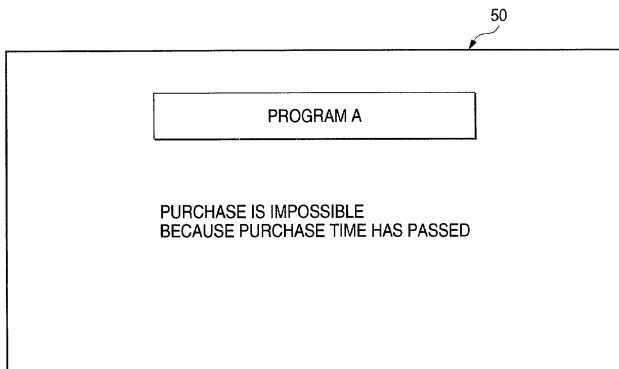 50
PROGRAM A
PURCHASE IS IMPOSSIBLE
BECAUSE PURCHASE TIME HAS PASSED